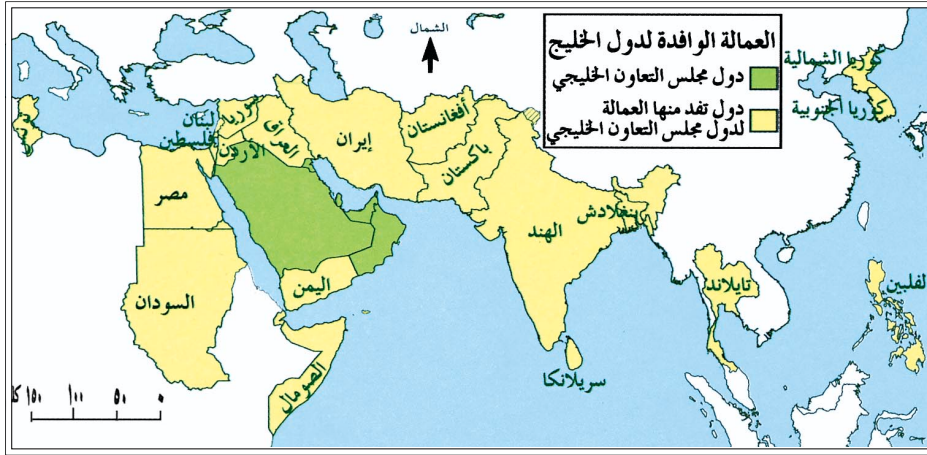 العمالة الوافدة لدول الخليج
دول مجلس التعاون الخليجي
دول تفد منها العمالة
لدول مجلس التعاون الخليجي
الشمال
كوريا الشمالية
كوريا الجنوبية
أفغانستان
سوريا
لبنان
فلسطين
العراق
الأردن
إيران
باكستان
مصر
بنغلادش
الهند
تايلاند
الفلبين
اليمن
السودان
سريلانكا
الصومال
١٥٠ ١٠٠ ٥٠ ٠